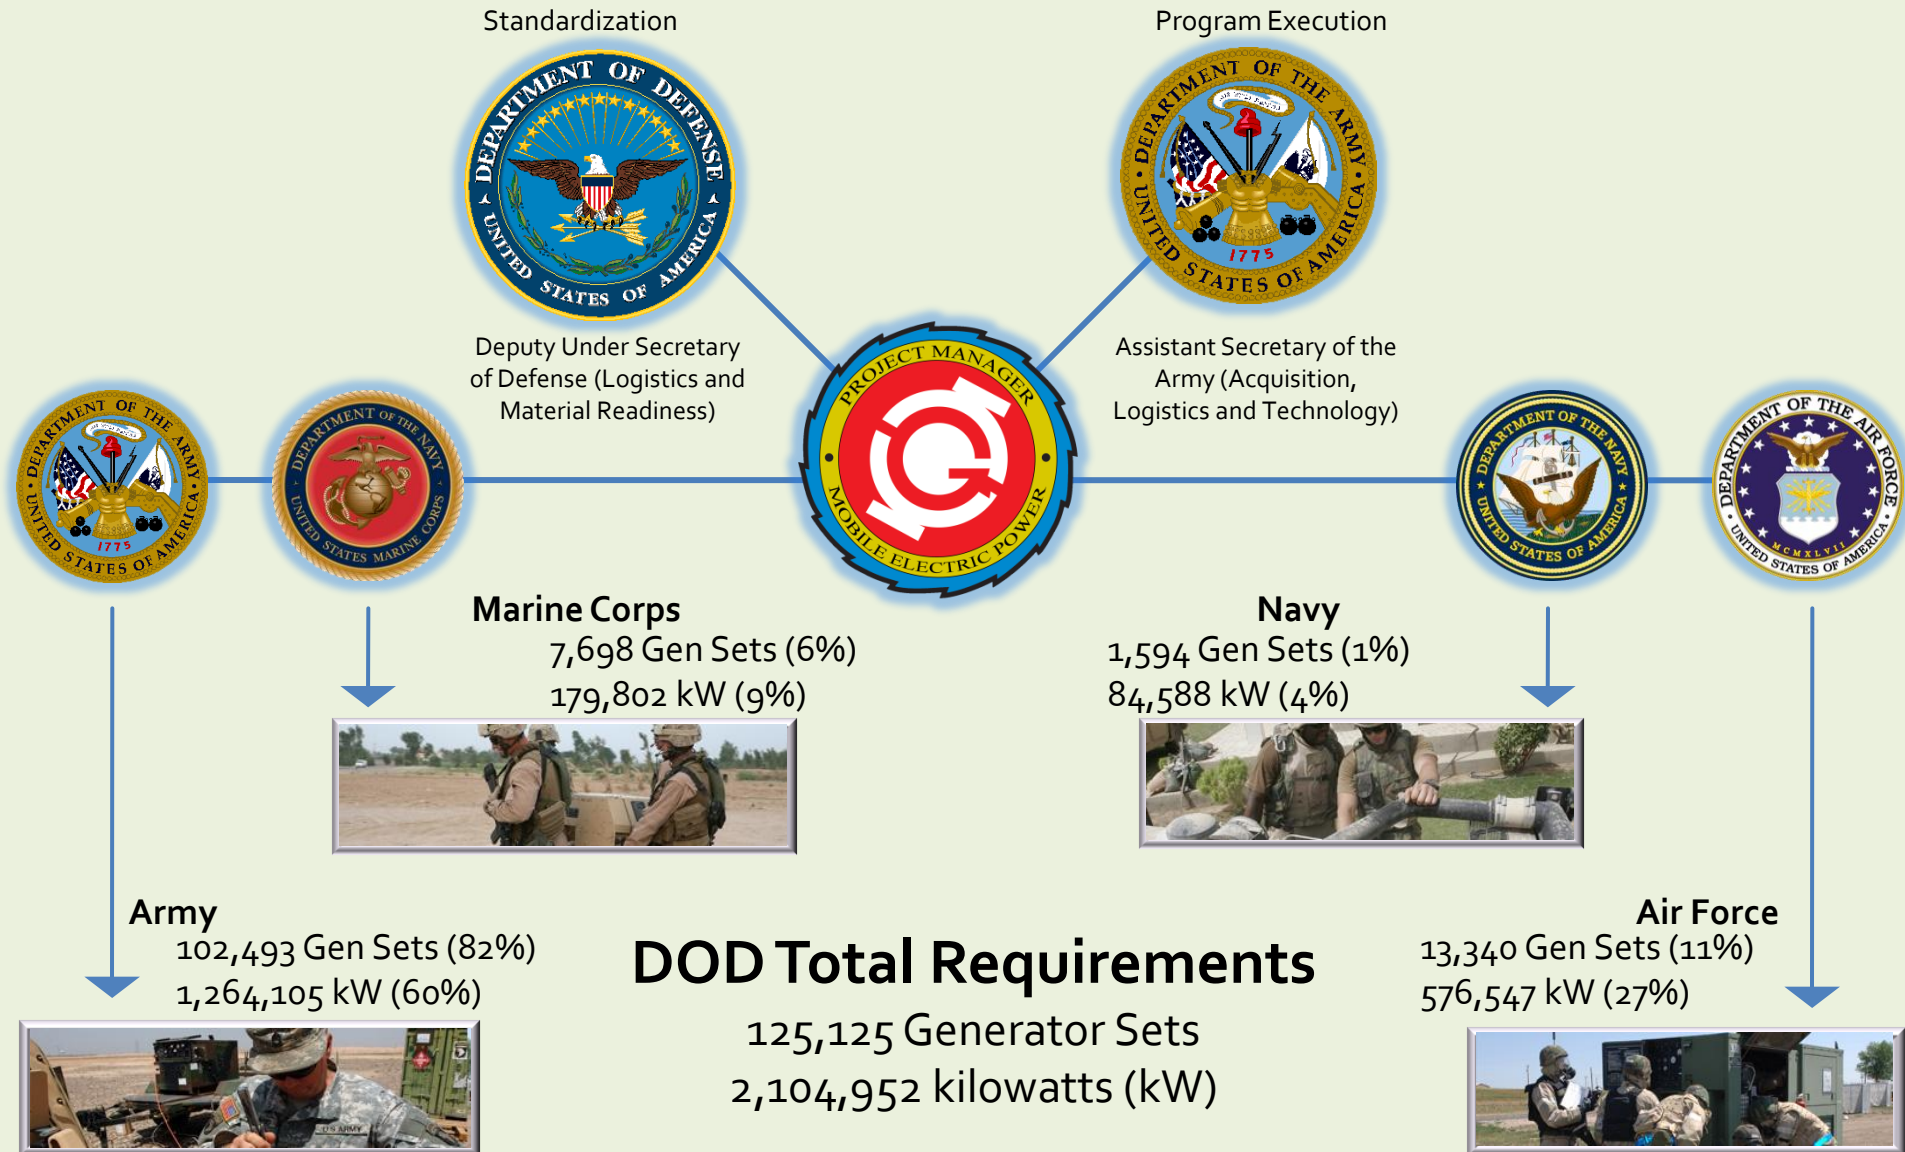 Standardization
Program Execution
DEPARTMENT OF DEFENSE
UNITED STATES OF AMERICA
DEPARTMENT OF THE ARMY
1775
UNITED STATES OF AMERICA
Deputy Under Secretary
of Defense (Logistics and
Material Readiness)
PROJECT MANAGER
MOBILE ELECTRIC POWER
Assistant Secretary of the
Army (Acquisition,
Logistics and Technology)
DEPARTMENT OF THE ARMY
1775
UNITED STATES OF AMERICA
DEPARTMENT OF THE NAVY
UNITED STATES MARINE CORPS
DEPARTMENT OF THE NAVY
UNITED STATES OF AMERICA
DEPARTMENT OF THE AIR FORCE
MCMXLVII
UNITED STATES OF AMERICA
Marine Corps
7,698 Gen Sets (6%)
179,802 kW (9%)
Navy
1,594 Gen Sets (1%)
84,588 kW (4%)
Army
102,493 Gen Sets (82%)
1,264,105 kW (60%)
DOD Total Requirements
125,125 Generator Sets
2,104,952 kilowatts (kW)
Air Force
13,340 Gen Sets (11%)
576,547 kW (27%)
U.S. ARMY